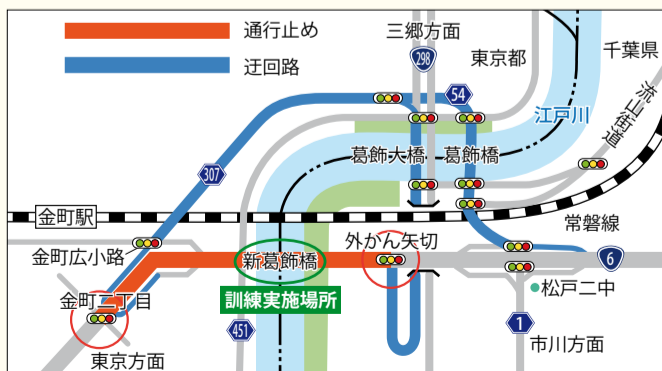 通行止め
迂回路
三郷方面
298
東京都
千葉県
54
流山街道
江戸川
葛飾大橋
葛飾橋
307
金町駅
常磐線
金町広小路
外かん矢切
新葛飾橋
6
金町二丁目
訓練実施場所
松戸二中
451
1
市川方面
東京方面